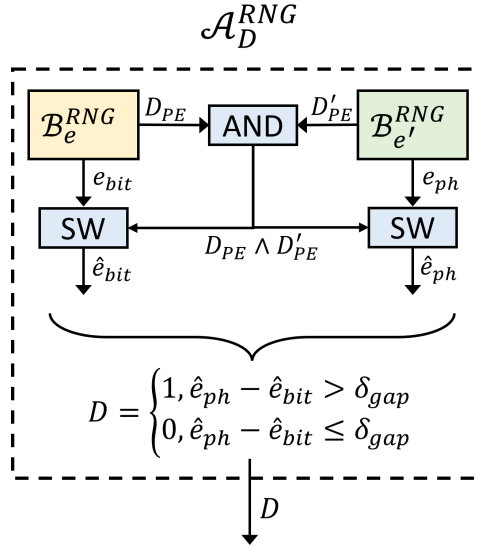 𝒜_D^{RNG}
ℬ_e^{RNG} D_{PE} AND D'_{PE} ℬ_{e'}^{RNG}
e_{bit} e_{ph}
SW D_{PE} ∧ D'_{PE} SW
ê_{bit} ê_{ph}
D = { 1, ê_{ph} − ê_{bit} > δ_{gap}
0, ê_{ph} − ê_{bit} ≤ δ_{gap}
D